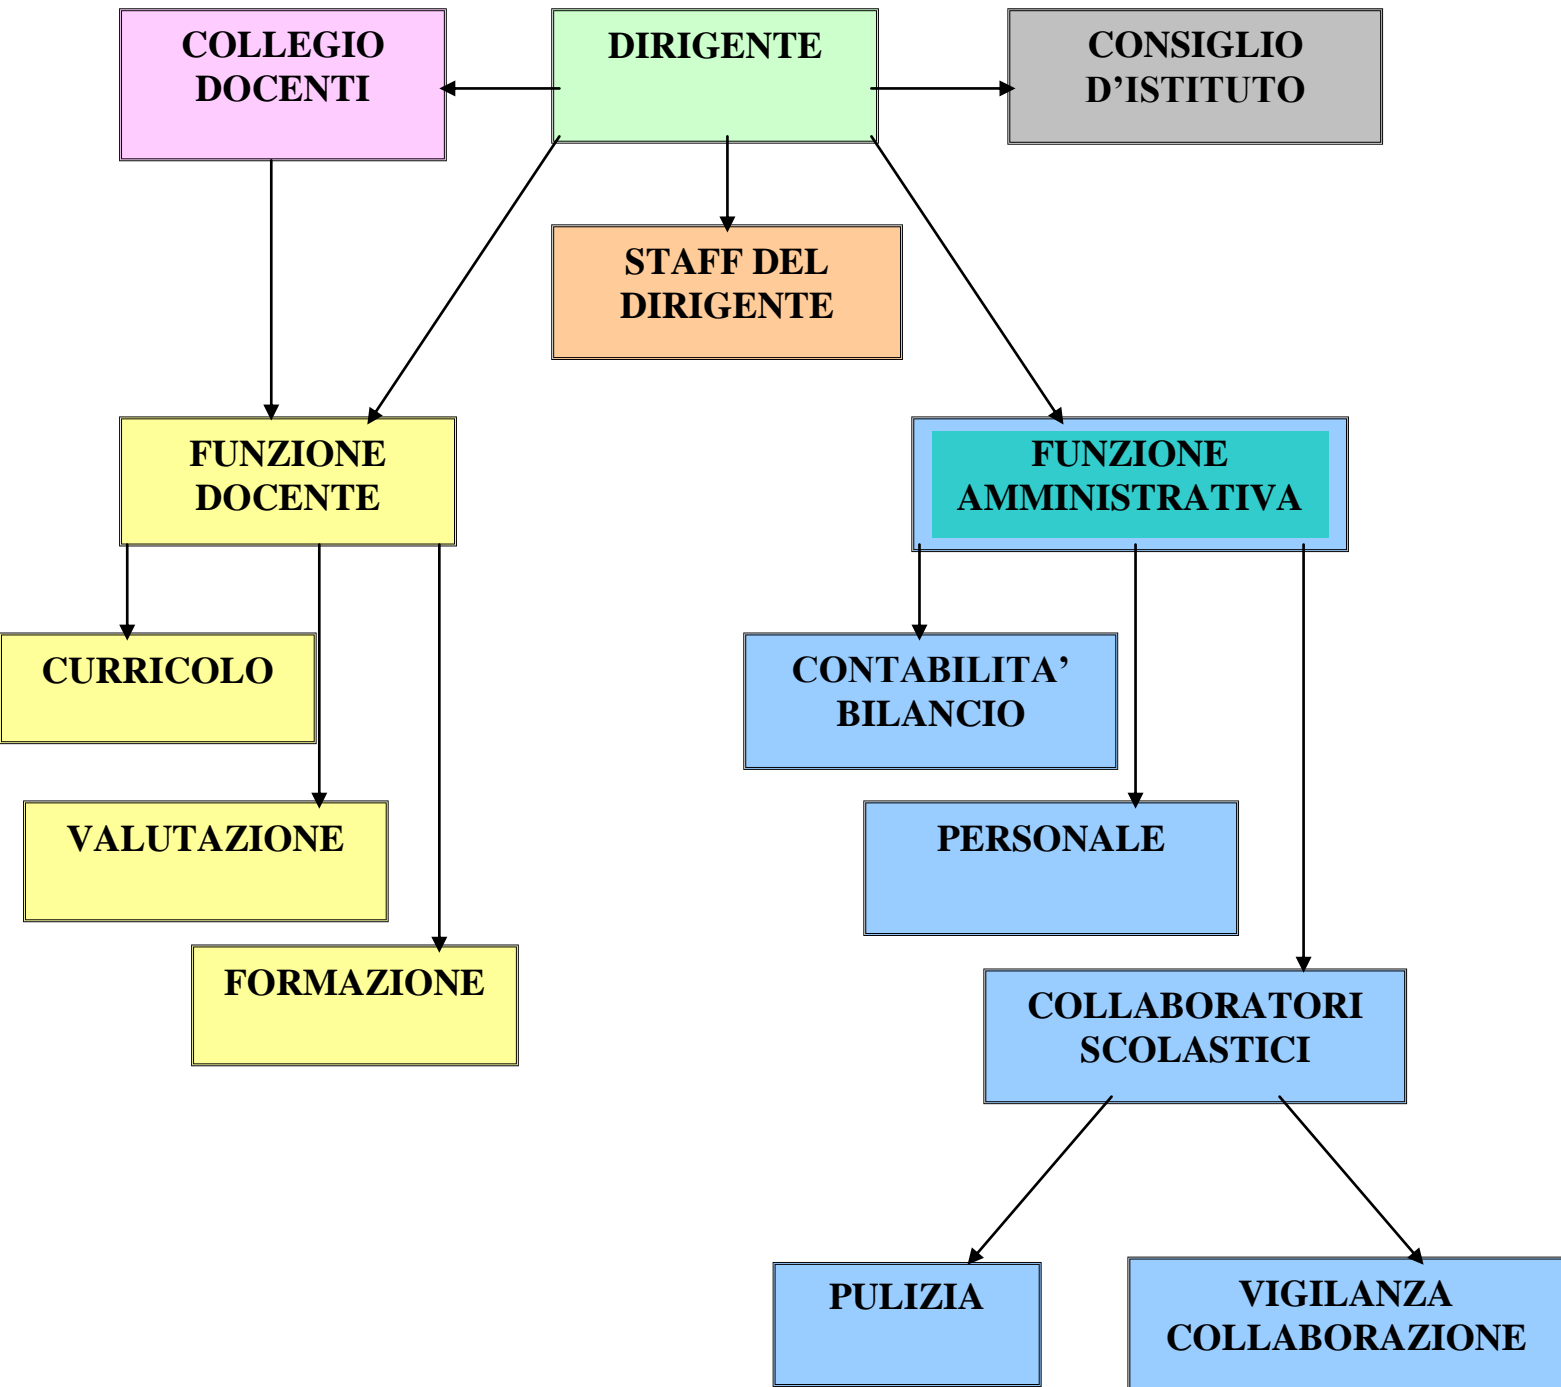 COLLEGIO
DOCENTI
DIRIGENTE
CONSIGLIO
D’ISTITUTO
STAFF DEL
DIRIGENTE
FUNZIONE
DOCENTE
FUNZIONE
AMMINISTRATIVA
CURRICOLO
CONTABILITA’
BILANCIO
VALUTAZIONE
PERSONALE
FORMAZIONE
COLLABORATORI
SCOLASTICI
PULIZIA
VIGILANZA
COLLABORAZIONE